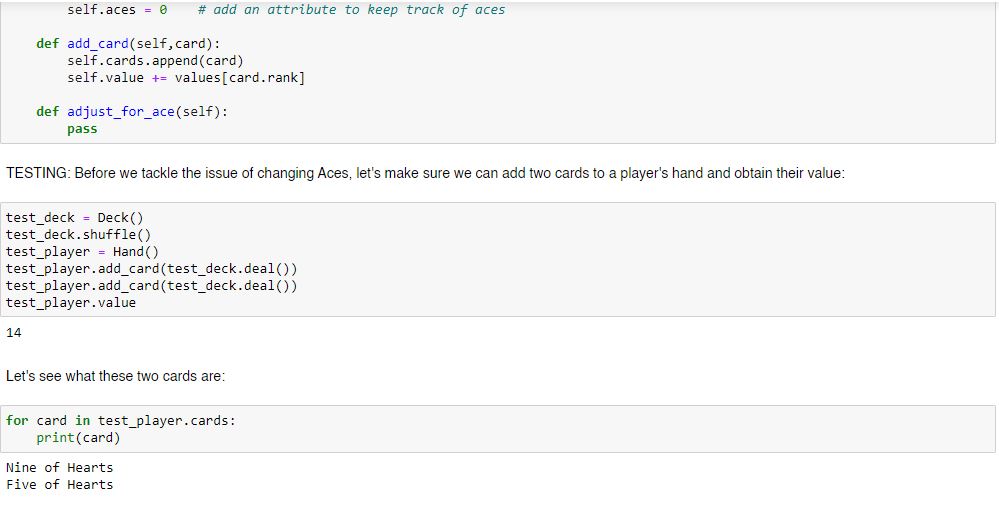 self.aces = 0    # add an attribute to keep track of aces
def add_card(self,card):
self.cards.append(card)
self.value += values[card.rank]
def adjust_for_ace(self):
pass
TESTING: Before we tackle the issue of changing Aces, let's make sure we can add two cards to a player's hand and obtain their value:
test_deck = Deck()
test_deck.shuffle()
test_player = Hand()
test_player.add_card(test_deck.deal())
test_player.add_card(test_deck.deal())
test_player.value
14
Let's see what these two cards are:
for card in test_player.cards:
print(card)
Nine of Hearts
Five of Hearts